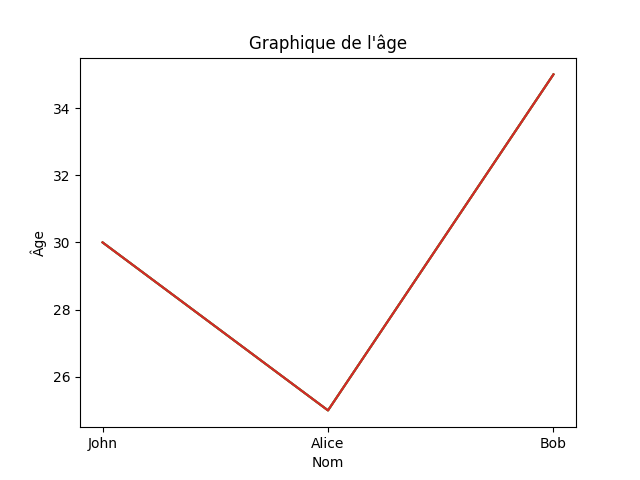 Graphique de l'âge
34
32
30
28
26
Âge
John Alice Bob
Nom